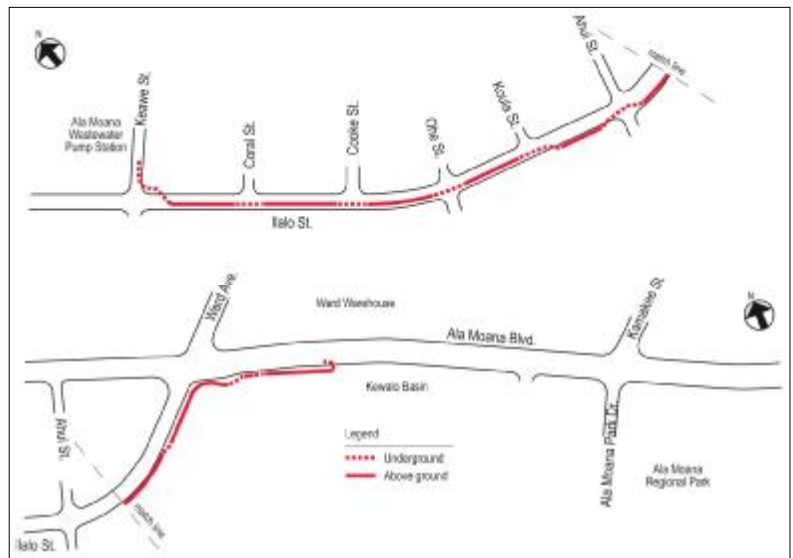 N
Ahui St.
match line
Keawe St.
Ala Moana
Wastewater
Pump Station
Coral St.
Cooke St.
Ohe St.
Koula St.
Ilalo St.
N
Ward Ave.
Ward Warehouse
Kamakee St.
Ala Moana Blvd.
Kewalo Basin
Ahui St.
Legend
Underground
Above ground
Ala Moana Park Dr.
Ala Moana
Regional Park
match line
Ilalo St.